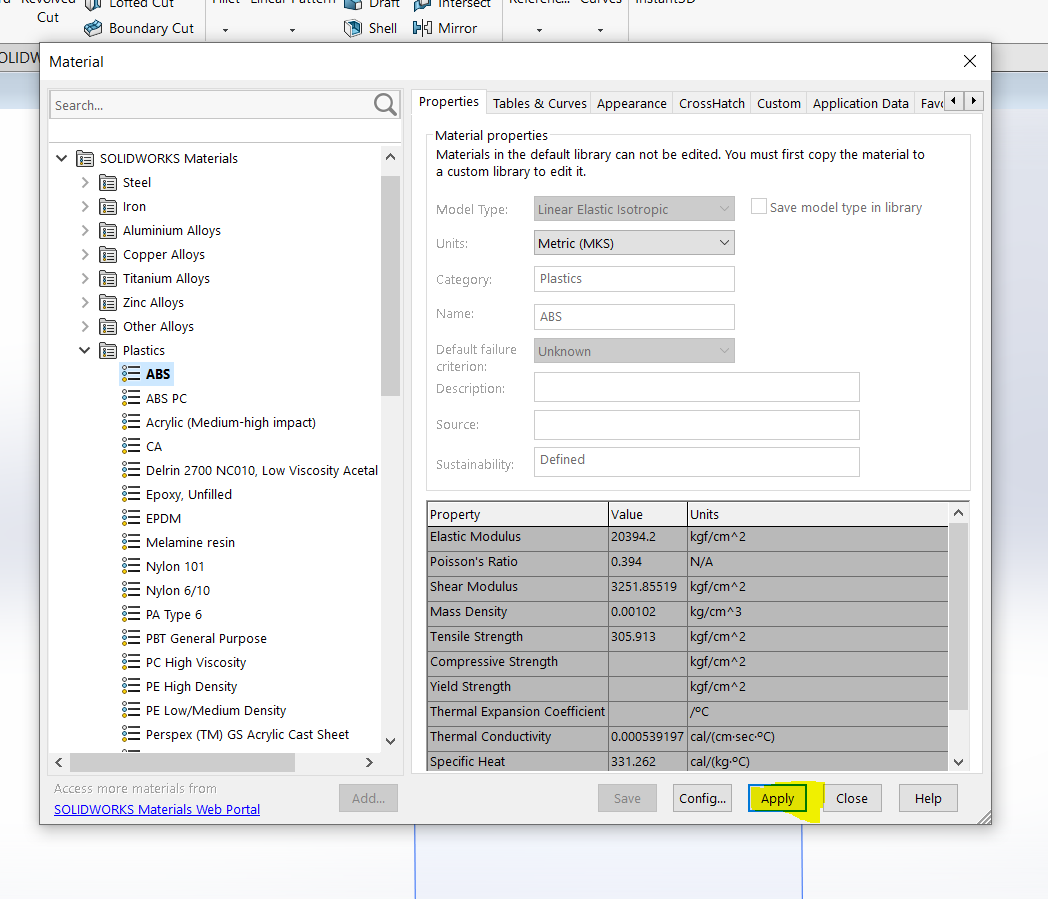 Revolved
Cut
Lofted Cut
Boundary Cut
Fillet
Linear Pattern
Draft
Shell
Intersect
Mirror
Referenc...
Curves
Instant3D
OLIDW
Material
Search...
SOLIDWORKS Materials
Steel
Iron
Aluminium Alloys
Copper Alloys
Titanium Alloys
Zinc Alloys
Other Alloys
Plastics
ABS
ABS PC
Acrylic (Medium-high impact)
CA
Delrin 2700 NC010, Low Viscosity Acetal
Epoxy, Unfilled
EPDM
Melamine resin
Nylon 101
Nylon 6/10
PA Type 6
PBT General Purpose
PC High Viscosity
PE High Density
PE Low/Medium Density
Perspex (TM) GS Acrylic Cast Sheet
Access more materials from
SOLIDWORKS Materials Web Portal
Add...
Properties Tables & Curves Appearance CrossHatch Custom Application Data Favo
Material properties
Materials in the default library can not be edited. You must first copy the material to
a custom library to edit it.
Model Type: Linear Elastic Isotropic Save model type in library
Units: Metric (MKS)
Category: Plastics
Name: ABS
Default failure
criterion: Unknown
Description:
Source:
Sustainability: Defined
Property Value Units
Elastic Modulus 20394.2 kgf/cm^2
Poisson's Ratio 0.394 N/A
Shear Modulus 3251.85519 kgf/cm^2
Mass Density 0.00102 kg/cm^3
Tensile Strength 305.913 kgf/cm^2
Compressive Strength kgf/cm^2
Yield Strength kgf/cm^2
Thermal Expansion Coefficient /ºC
Thermal Conductivity 0.000539197 cal/(cm·sec·ºC)
Specific Heat 331.262 cal/(kg·ºC)
Save Config... Apply Close Help